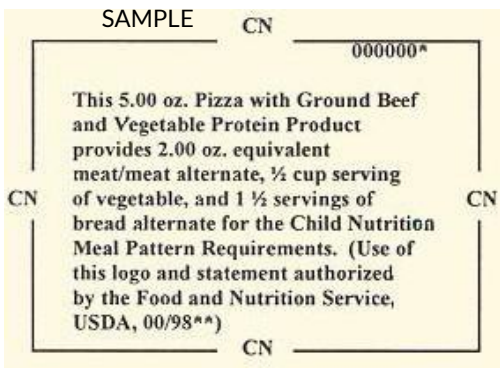 SAMPLE
CN
000000*
This 5.00 oz. Pizza with Ground Beef
and Vegetable Protein Product
provides 2.00 oz. equivalent
meat/meat alternate, ½ cup serving
CN
CN
of vegetable, and 1 ½ servings of
bread alternate for the Child Nutrition
Meal Pattern Requirements. (Use of
this logo and statement authorized
by the Food and Nutrition Service,
USDA, 00/98**)
CN